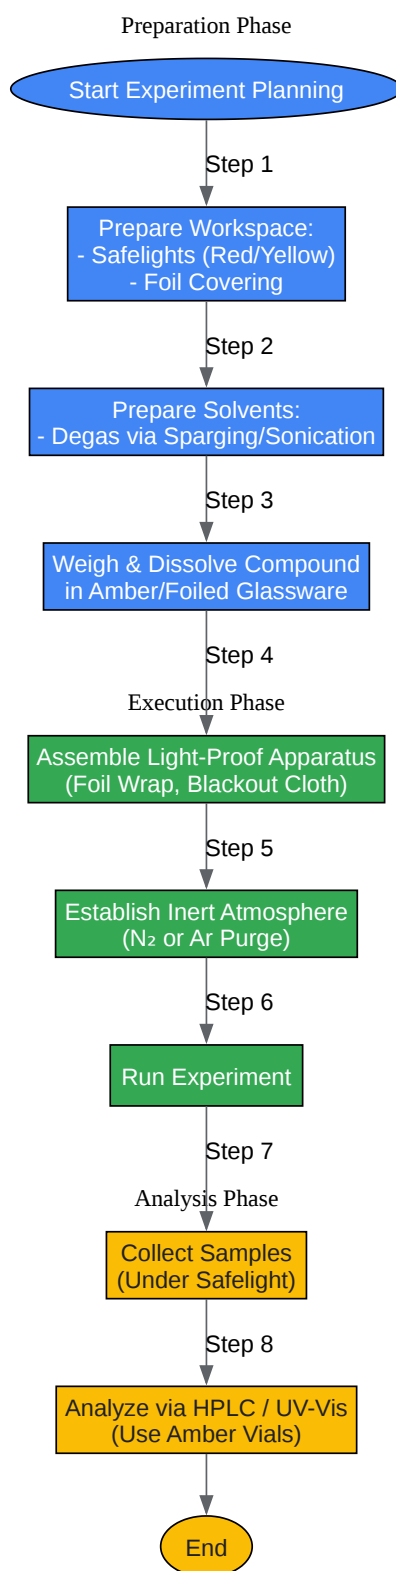 Preparation Phase
Start Experiment Planning
Step 1
Prepare Workspace:
- Safelights (Red/Yellow)
- Foil Covering
Step 2
Prepare Solvents:
- Degas via Sparging/Sonication
Step 3
Weigh & Dissolve Compound
in Amber/Foiled Glassware
Step 4
Execution Phase
Assemble Light-Proof Apparatus
(Foil Wrap, Blackout Cloth)
Step 5
Establish Inert Atmosphere
(N₂ or Ar Purge)
Step 6
Run Experiment
Step 7
Analysis Phase
Collect Samples
(Under Safelight)
Step 8
Analyze via HPLC / UV-Vis
(Use Amber Vials)
End